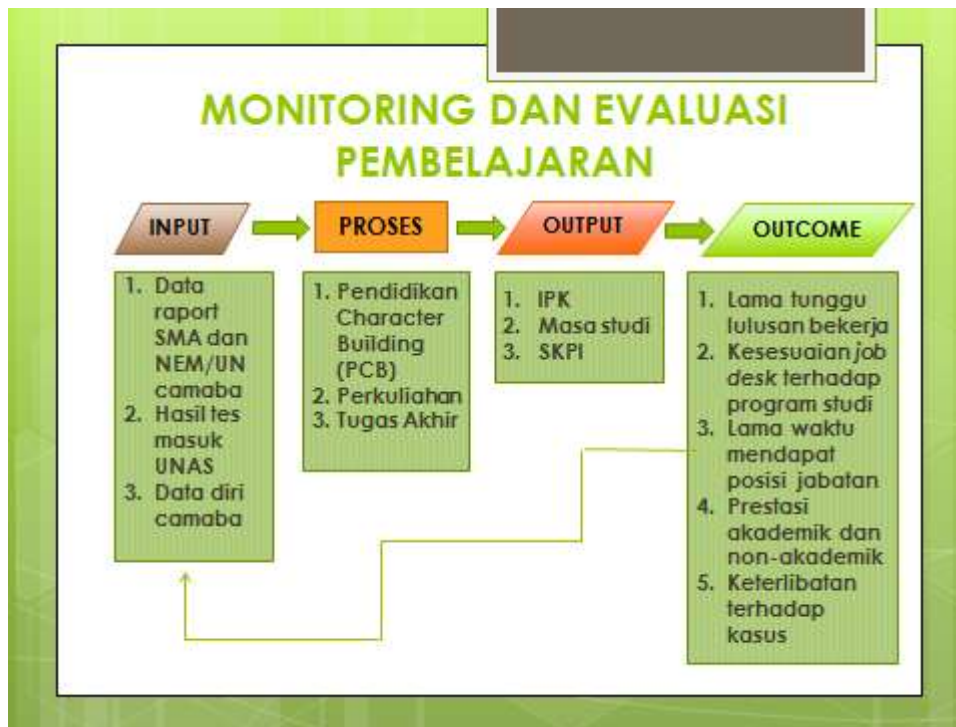 MONITORING DAN EVALUASI
PEMBELAJARAN
INPUT
PROSES
OUTPUT
OUTCOME
1. Data
raport
SMA dan
NEM/UN
camaba
2. Hasil tes
masuk
UNAS
3. Data diri
camaba
1. Pendidikan
Character
Building
(PCB)
2. Perkuliahan
3. Tugas Akhir
1. IPK
2. Masa studi
3. SKPI
1. Lama tunggu
lulusan bekerja
2. Kesesuaian job
desk terhadap
program studi
3. Lama waktu
mendapat
posisi jabatan
4. Prestasi
akademik dan
non-akademik
5. Keterlibatan
terhadap
kasus